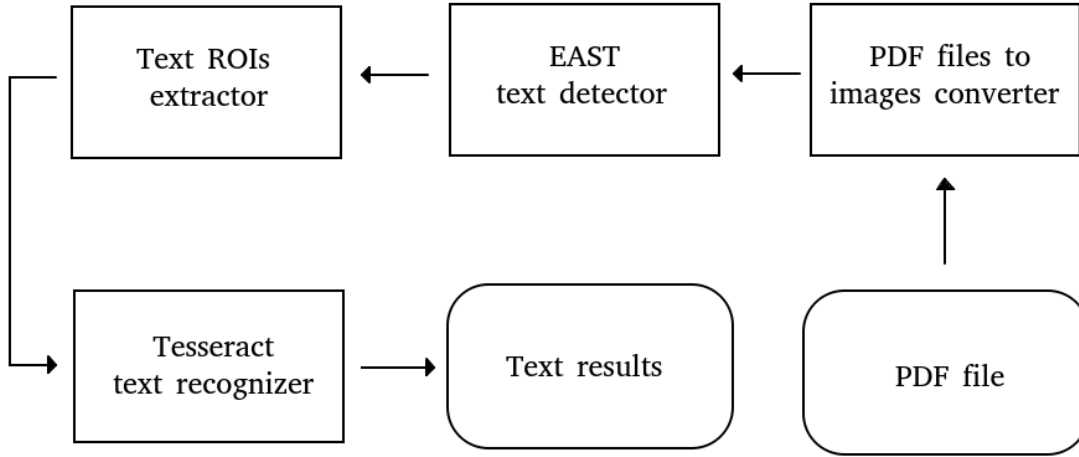 Text ROIs
extractor
EAST
text detector
PDF files to
images converter
Tesseract
text recognizer
Text results
PDF file